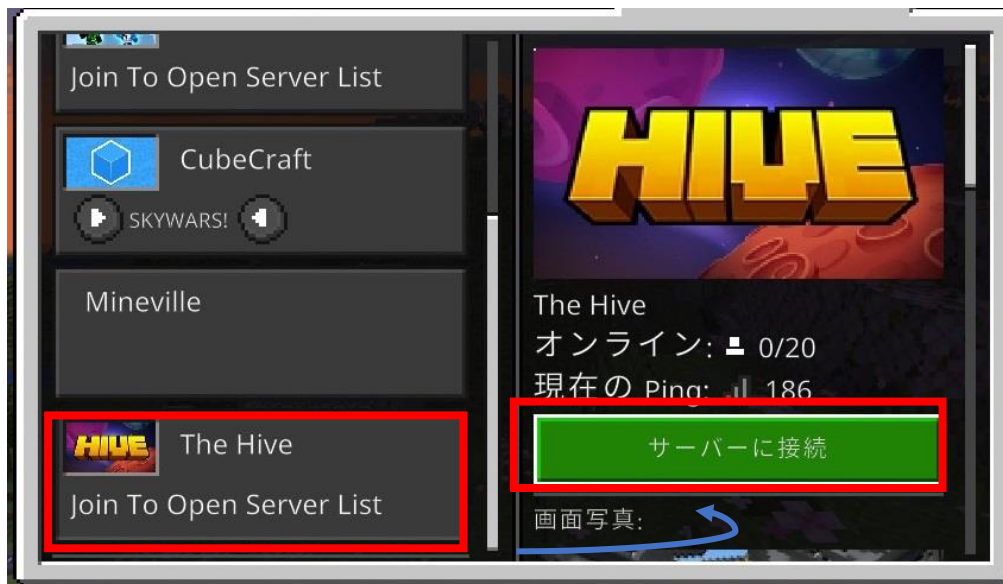 Join To Open Server List
CubeCraft
SKYWARS!
Mineville
HIVE
The Hive
Join To Open Server List
HIVE
The Hive
オンライン: 0/20
現在の Ping: 186
サーバーに接続
画面写真: